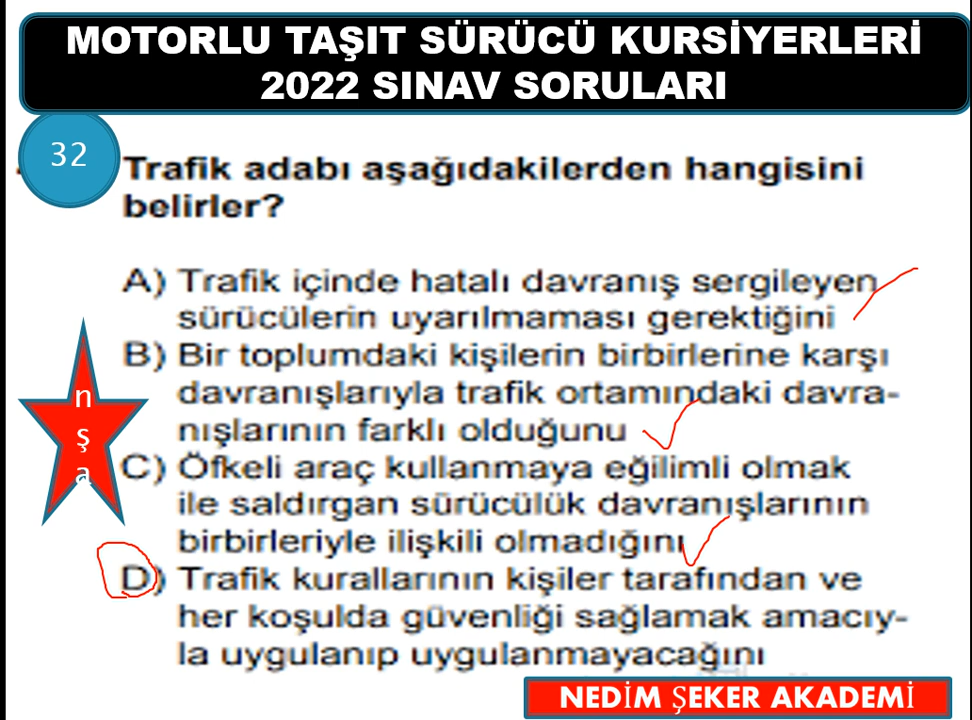 MOTORLU TAŞIT SÜRÜCÜ KURSİYERLERİ
2022 SINAV SORULARI
32
Trafik adabı aşağıdakilerden hangisini
belirler?
A) Trafik içinde hatalı davranış sergileyen
sürücülerin uyarılmaması gerektiğini
B) Bir toplumdaki kişilerin birbirlerine karşı
davranışlarıyla trafik ortamındaki davra-
nışlarının farklı olduğunu
C) Öfkeli araç kullanmaya eğilimli olmak
ile saldırgan sürücülük davranışlarının
birbirleriyle ilişkili olmadığını
D) Trafik kurallarının kişiler tarafından ve
her koşulda güvenliği sağlamak amacıy-
la uygulanıp uygulanmayacağını
n
ş
a
NEDİM ŞEKER AKADEMİ